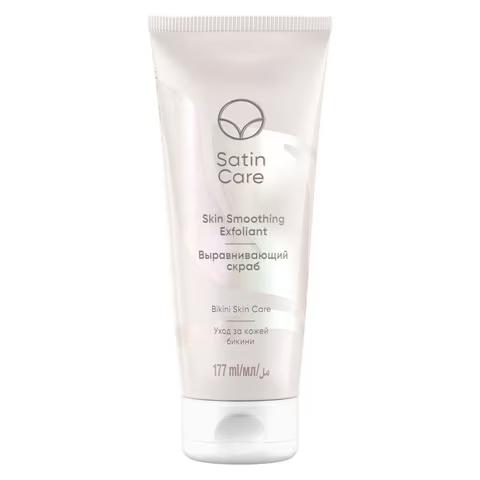 Satin
Care
Skin Smoothing
Exfoliant
Выравнивающий
скраб
Bikini Skin Care
Уход за кожей
бикини
177 ml/мл/مل